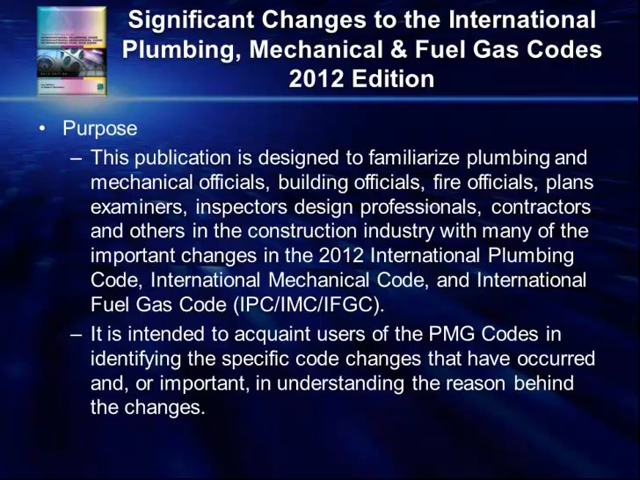 Significant Changes to the International
Plumbing, Mechanical & Fuel Gas Codes
2012 Edition
• Purpose
– This publication is designed to familiarize plumbing and
mechanical officials, building officials, fire officials, plans
examiners, inspectors design professionals, contractors
and others in the construction industry with many of the
important changes in the 2012 International Plumbing
Code, International Mechanical Code, and International
Fuel Gas Code (IPC/IMC/IFGC).
– It is intended to acquaint users of the PMG Codes in
identifying the specific code changes that have occurred
and, or important, in understanding the reason behind
the changes.